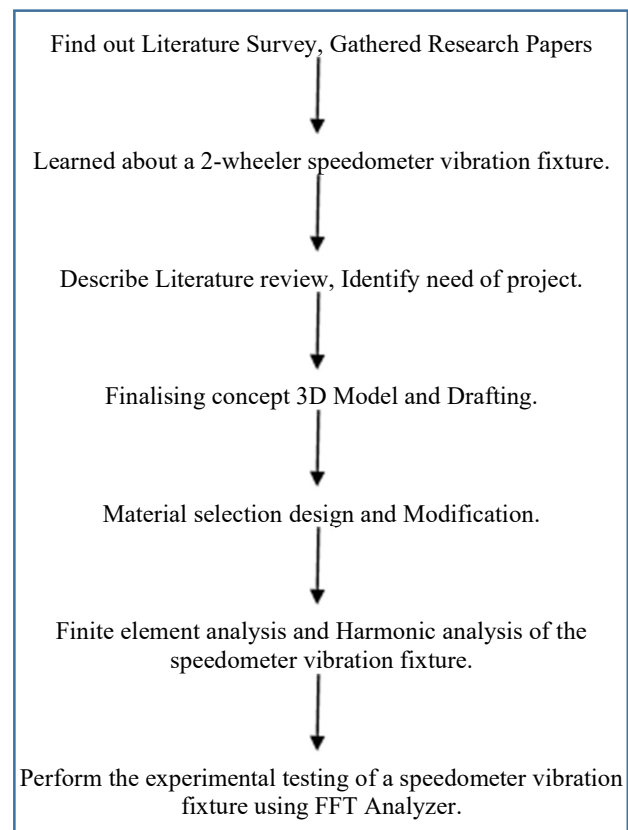 Find out Literature Survey, Gathered Research Papers
Learned about a 2-wheeler speedometer vibration fixture.
Describe Literature review, Identify need of project.
Finalising concept 3D Model and Drafting.
Material selection design and Modification.
Finite element analysis and Harmonic analysis of the
speedometer vibration fixture.
Perform the experimental testing of a speedometer vibration
fixture using FFT Analyzer.